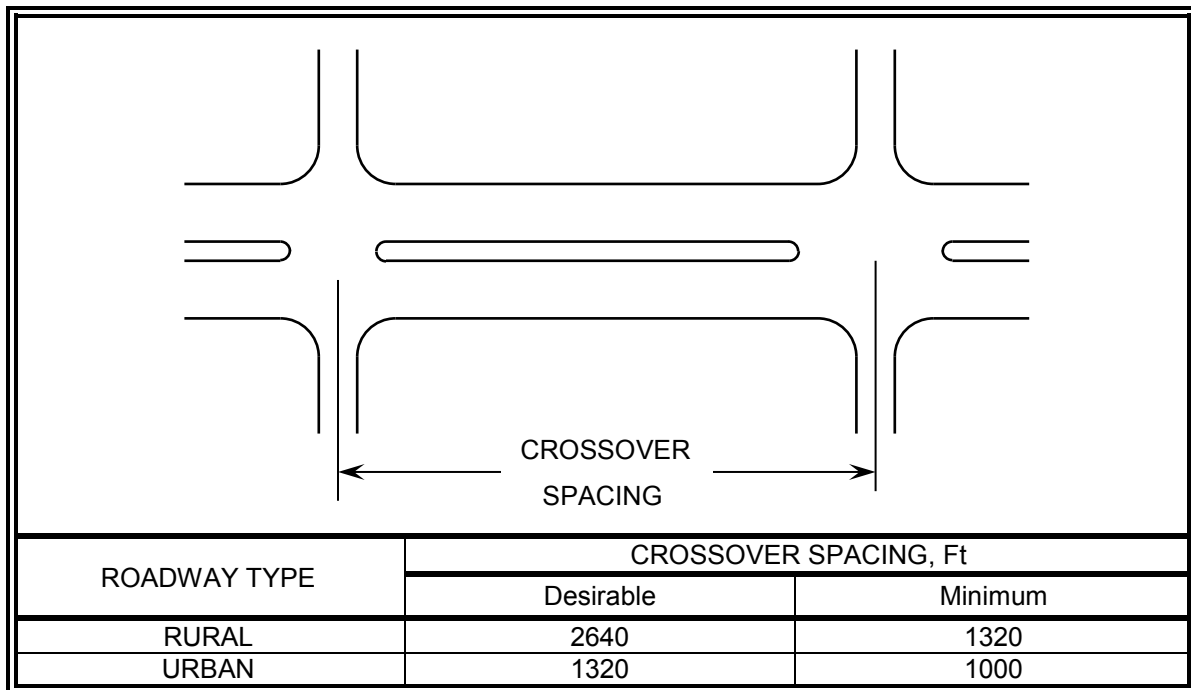 CROSSOVER
SPACING
ROADWAY TYPE
CROSSOVER SPACING, Ft
Desirable Minimum
RURAL 2640 1320
URBAN 1320 1000